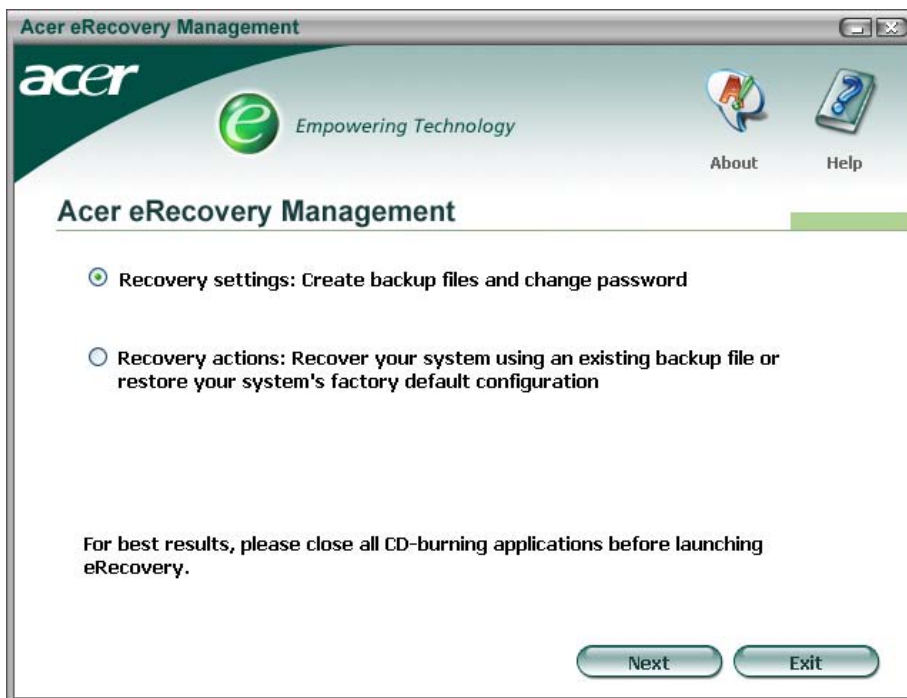 Acer eRecovery Management
acer
e Empowering Technology
About
Help
Acer eRecovery Management
Recovery settings: Create backup files and change password
Recovery actions: Recover your system using an existing backup file or
restore your system's factory default configuration
For best results, please close all CD-burning applications before launching
eRecovery.
Next
Exit